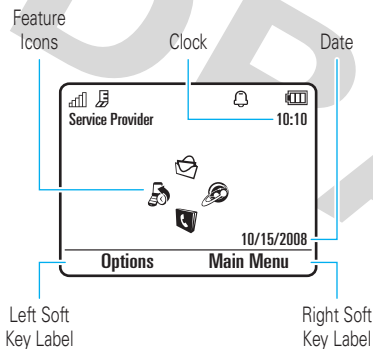 Feature
Icons
Clock
Date
Service Provider
10:10
10/15/2008
Options
Main Menu
Left Soft
Key Label
Right Soft
Key Label